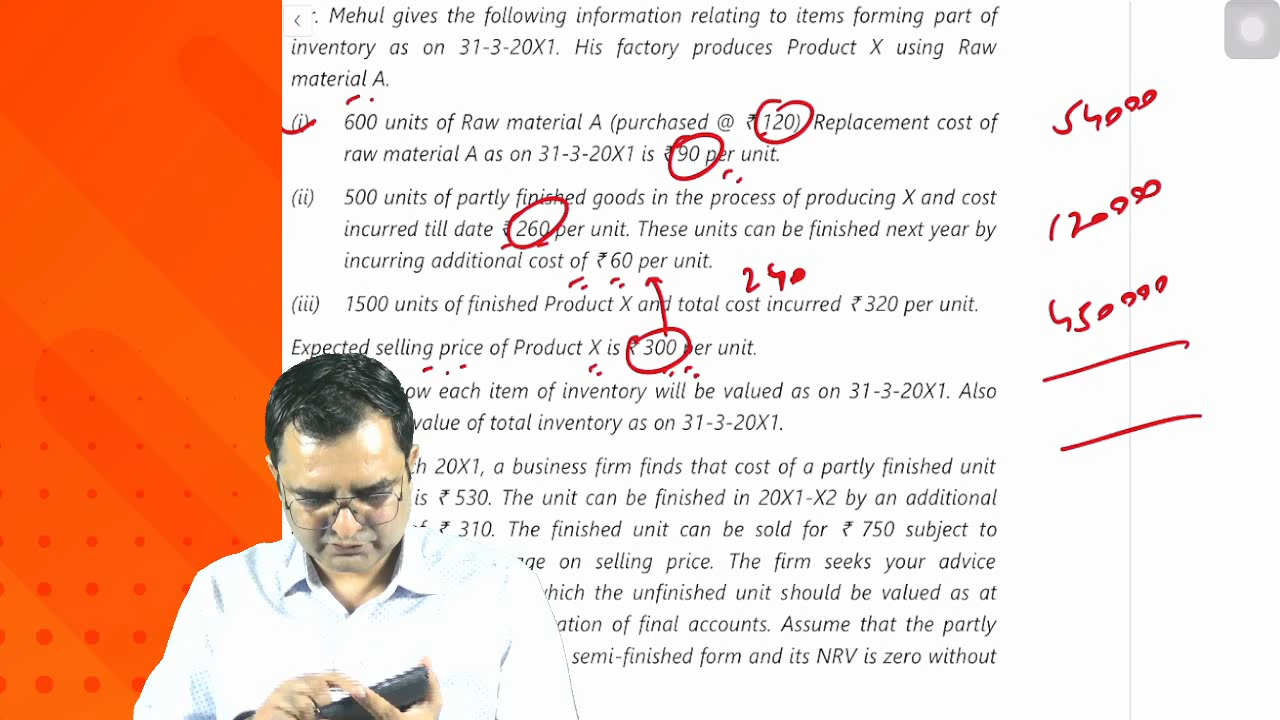 r. Mehul gives the following information relating to items forming part of
inventory as on 31-3-20X1. His factory produces Product X using Raw
material A.
(i) 600 units of Raw material A (purchased @ ₹ 120) Replacement cost of
raw material A as on 31-3-20X1 is ₹ 90 per unit.
54000
(ii) 500 units of partly finished goods in the process of producing X and cost
incurred till date ₹ 260 per unit. These units can be finished next year by
incurring additional cost of ₹ 60 per unit.
120000
240
(iii) 1500 units of finished Product X and total cost incurred ₹ 320 per unit.
450000
Expected selling price of Product X is ₹ 300 per unit.
ow each item of inventory will be valued as on 31-3-20X1. Also
value of total inventory as on 31-3-20X1.
h 20X1, a business firm finds that cost of a partly finished unit
is ₹ 530. The unit can be finished in 20X1-X2 by an additional
₹ 310. The finished unit can be sold for ₹ 750 subject to
ge on selling price. The firm seeks your advice
hich the unfinished unit should be valued as at
ation of final accounts. Assume that the partly
semi-finished form and its NRV is zero without